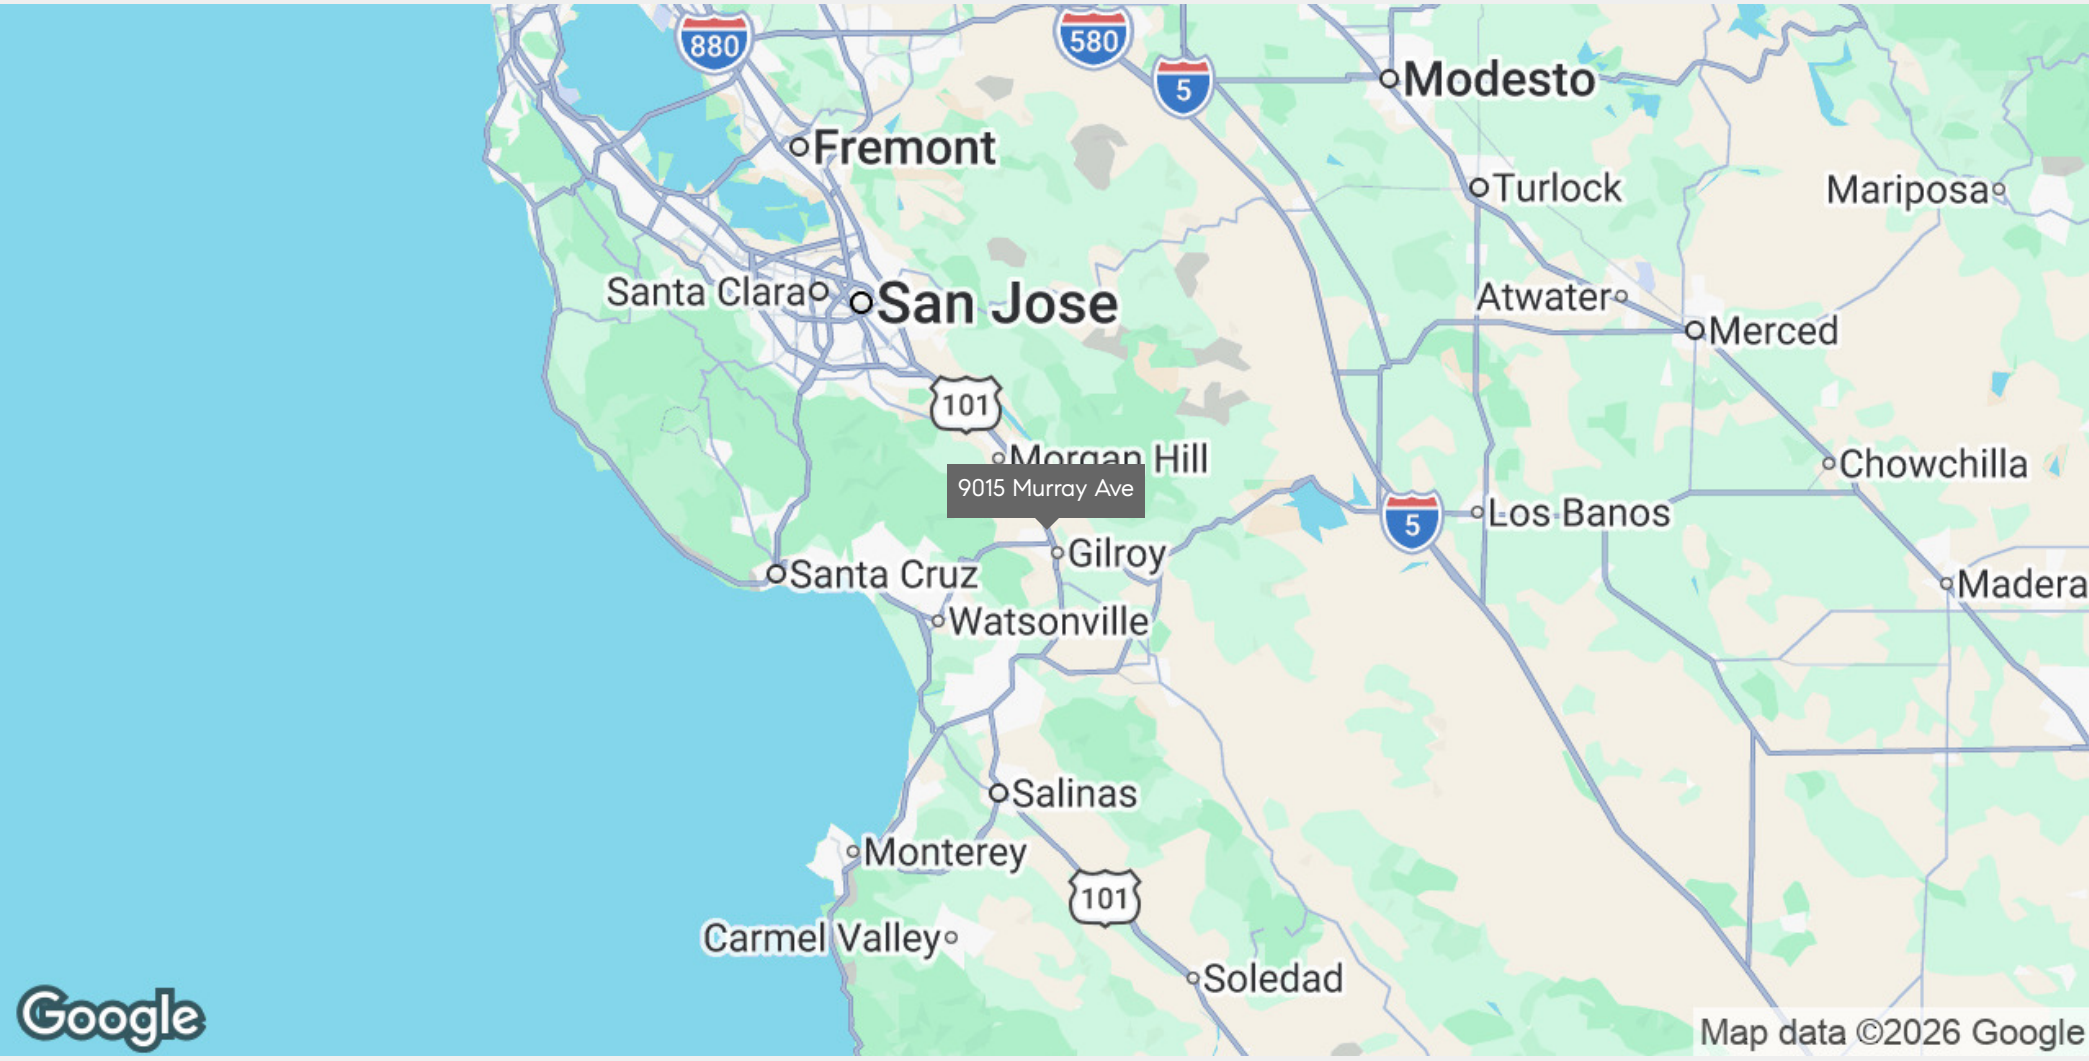 880
580
5
Modesto
Fremont
Turlock
Mariposa
Santa Clara
San Jose
Atwater
Merced
101
Morgan Hill
Chowchilla
9015 Murray Ave
Los Banos
5
Gilroy
Santa Cruz
Madera
Watsonville
Salinas
Monterey
101
Carmel Valley
Soledad
Google
Map data ©2026 Google